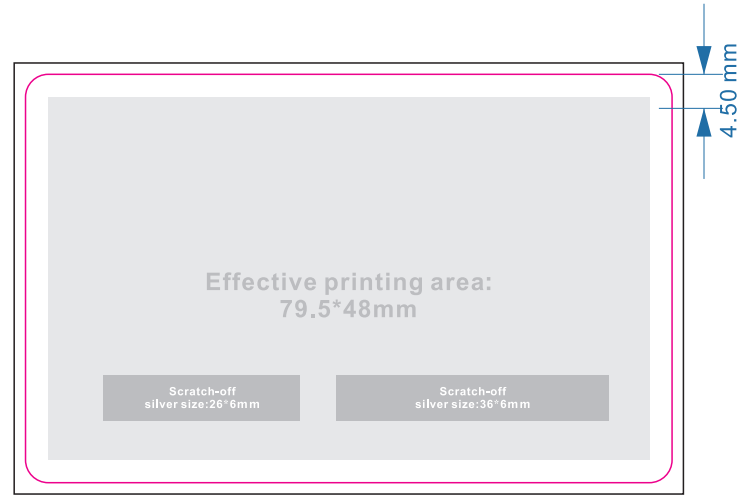 4.50 mm
Effective printing area:
79.5*48mm
Scratch-off
silver size:26*6mm
Scratch-off
silver size:36*6mm